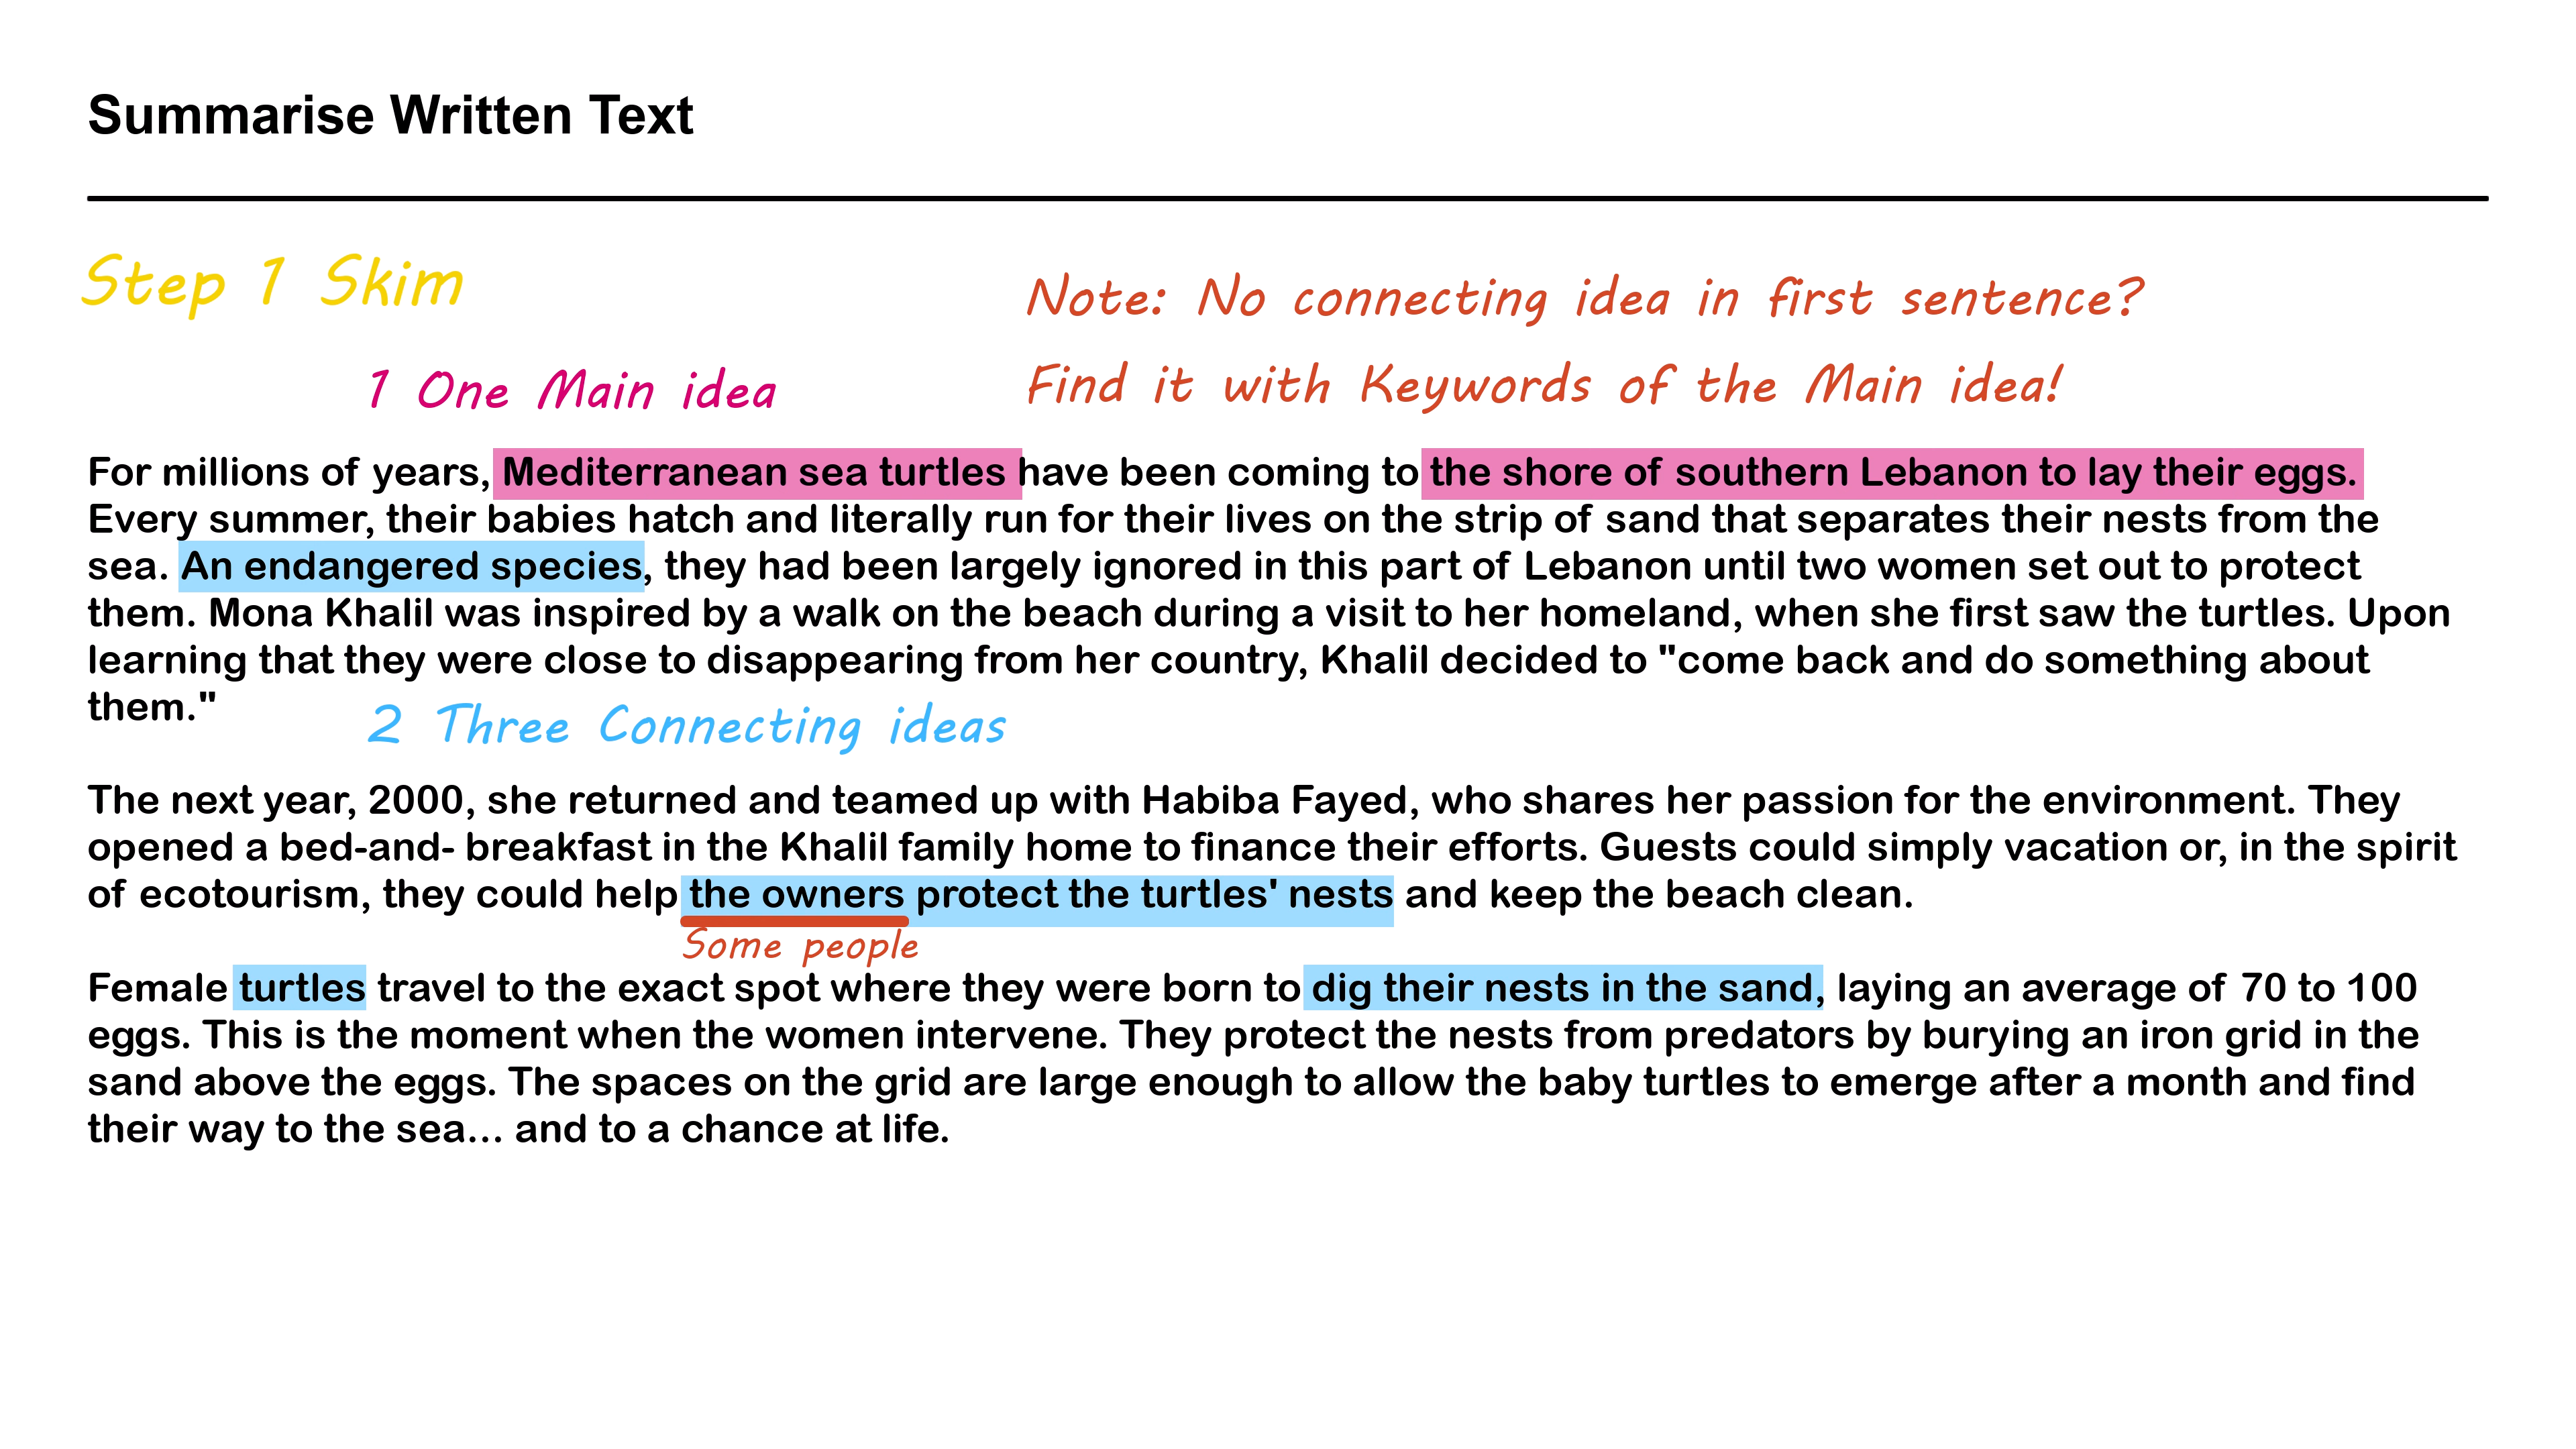 Summarise Written Text
Step 1 Skim
Note: No connecting idea in first sentence?
1 One Main idea
Find it with Keywords of the Main idea!
For millions of years, Mediterranean sea turtles have been coming to the shore of southern Lebanon to lay their eggs.
Every summer, their babies hatch and literally run for their lives on the strip of sand that separates their nests from the
sea. An endangered species, they had been largely ignored in this part of Lebanon until two women set out to protect
them. Mona Khalil was inspired by a walk on the beach during a visit to her homeland, when she first saw the turtles. Upon
learning that they were close to disappearing from her country, Khalil decided to "come back and do something about
them."
2 Three Connecting ideas
The next year, 2000, she returned and teamed up with Habiba Fayed, who shares her passion for the environment. They
opened a bed-and- breakfast in the Khalil family home to finance their efforts. Guests could simply vacation or, in the spirit
of ecotourism, they could help the owners protect the turtles' nests and keep the beach clean.
Some people
Female turtles travel to the exact spot where they were born to dig their nests in the sand, laying an average of 70 to 100
eggs. This is the moment when the women intervene. They protect the nests from predators by burying an iron grid in the
sand above the eggs. The spaces on the grid are large enough to allow the baby turtles to emerge after a month and find
their way to the sea... and to a chance at life.